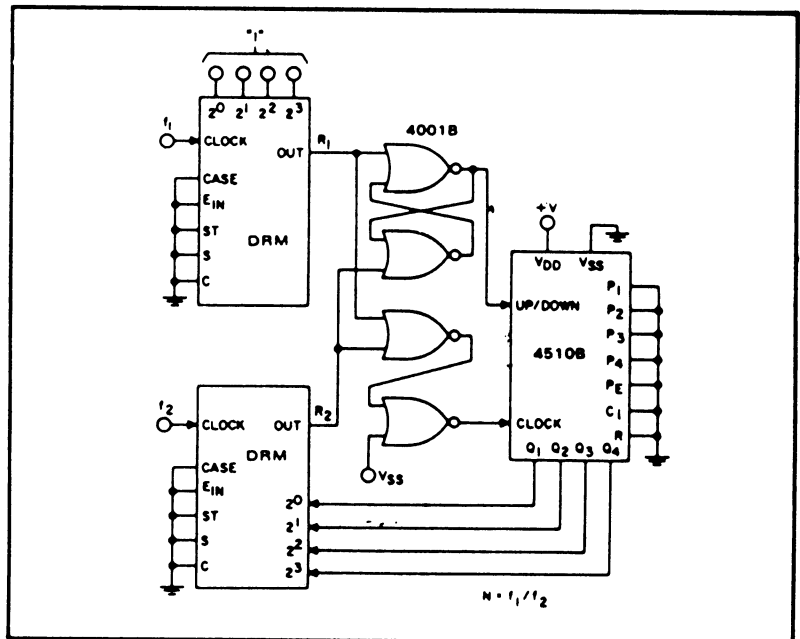 "1"
2⁰ 2¹ 2² 2³
f₁
CLOCK
OUT
R₁
CASE
E_IN
ST
DRM
S
C
4001B
+V
V_DD V_SS
UP/DOWN
4510B
P₁
P₂
P₃
P₄
P_E
C_I
R
CLOCK
Q₁ Q₂ Q₃ Q₄
f₂
CLOCK
OUT
R₂
CASE
DRM
E_IN
ST
S
C
V_SS
2⁰
2¹
2²
2³
N = f₁/f₂